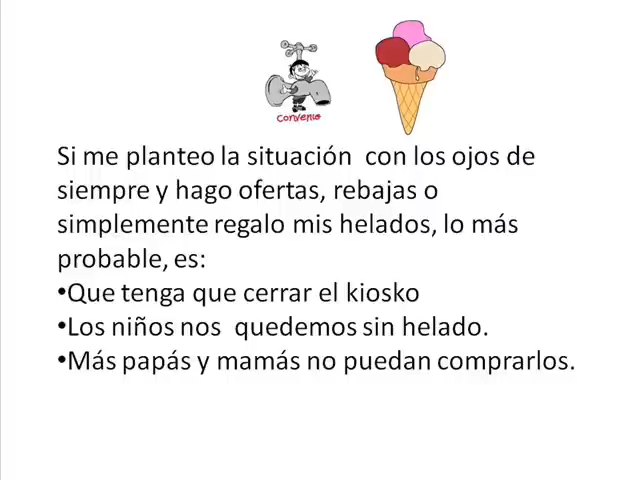 convenio
Si me planteo la situación con los ojos de
siempre y hago ofertas, rebajas o
simplemente regalo mis helados, lo más
probable, es:
•Que tenga que cerrar el kiosko
•Los niños nos quedemos sin helado.
•Más papás y mamás no puedan comprarlos.